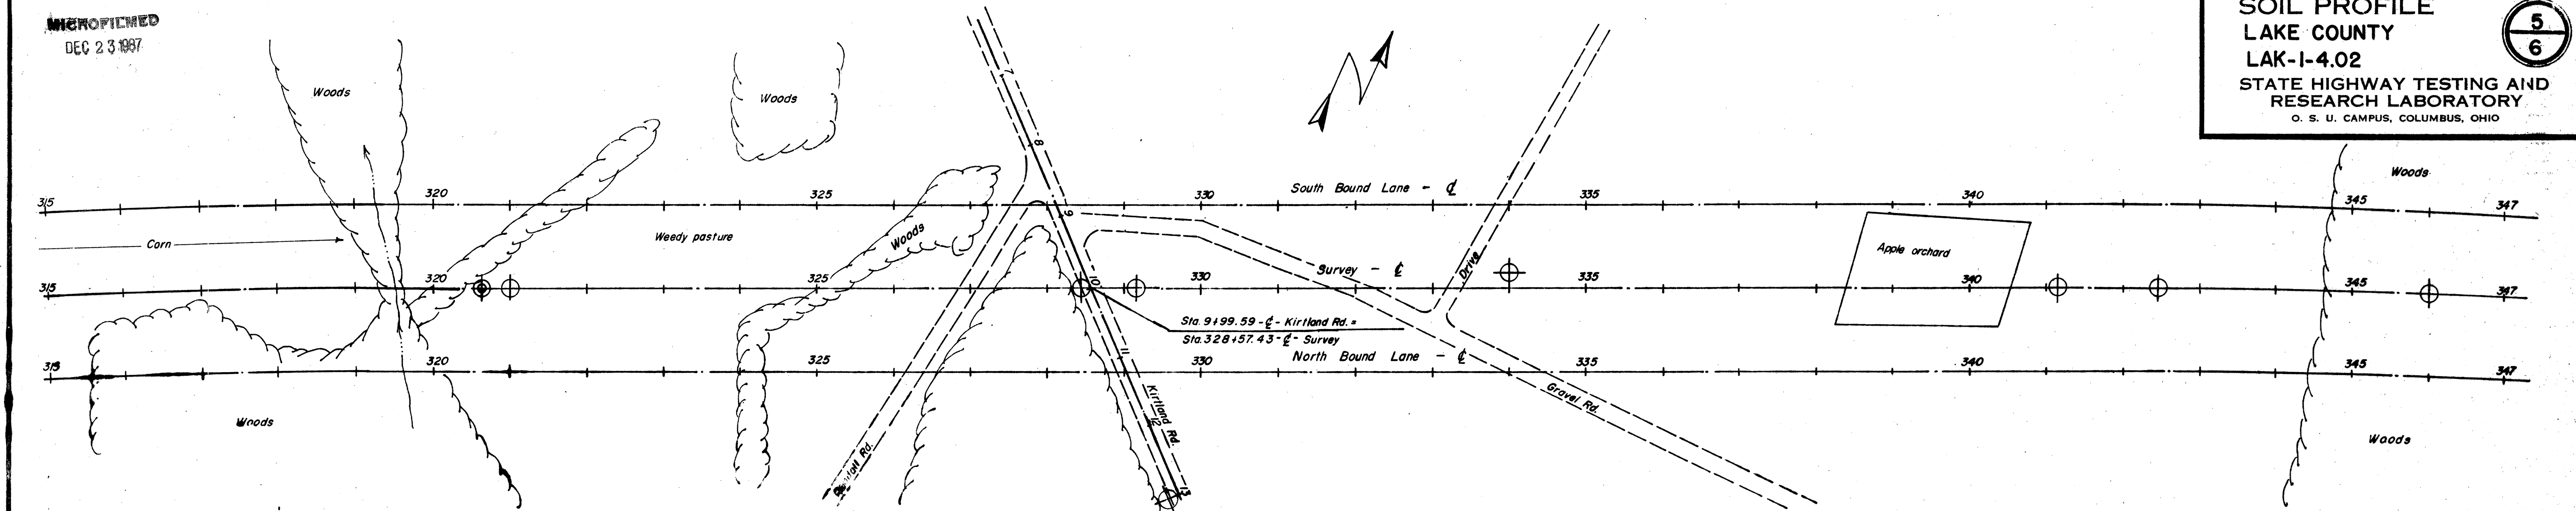 MICROFILMED
DEC 23 1987
SOIL PROFILE
LAKE COUNTY
LAK-1-4.02
STATE HIGHWAY TESTING AND
RESEARCH LABORATORY
O. S. U. CAMPUS, COLUMBUS, OHIO
5
6
Woods
Woods
7
8
9
10
11
12
13
315 320 325 330 South Bound Lane - ℄ 335 340 345 347
Woods
Corn
Weedy pasture
Woods
Drive
Apple orchard
Survey - ℄
315 320 325 330 335 340 345 347
Sta. 9+99.59 - ℄ - Kirtland Rd. =
Sta. 328+57.43 - ℄ - Survey
North Bound Lane - ℄
315 320 325 330 335 340 345 347
Kirtland Rd.
Gravel Rd.
Woods
Rd.
Woods